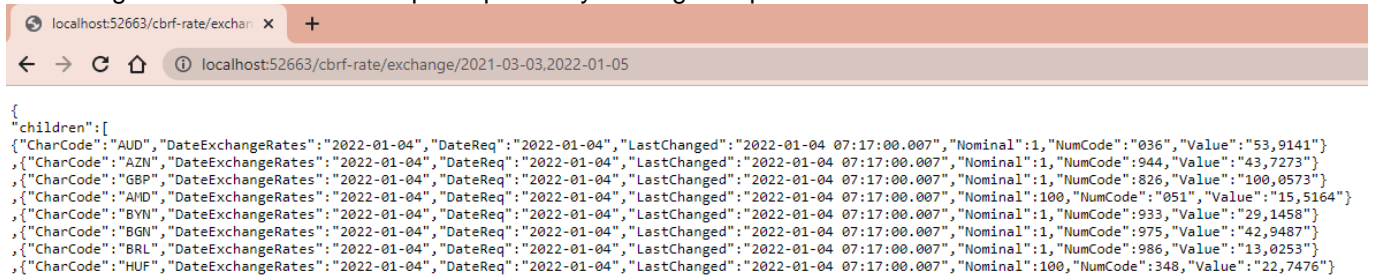 localhost:52663/cbrf-rate/exchan
localhost:52663/cbrf-rate/exchange/2021-03-03,2022-01-05
{
"children":[
{"CharCode":"AUD","DateExchangeRates":"2022-01-04","DateReq":"2022-01-04","LastChanged":"2022-01-04 07:17:00.007","Nominal":1,"NumCode":"036","Value":"53,9141"}
,{"CharCode":"AZN","DateExchangeRates":"2022-01-04","DateReq":"2022-01-04","LastChanged":"2022-01-04 07:17:00.007","Nominal":1,"NumCode":944,"Value":"43,7273"}
,{"CharCode":"GBP","DateExchangeRates":"2022-01-04","DateReq":"2022-01-04","LastChanged":"2022-01-04 07:17:00.007","Nominal":1,"NumCode":826,"Value":"100,0573"}
,{"CharCode":"AMD","DateExchangeRates":"2022-01-04","DateReq":"2022-01-04","LastChanged":"2022-01-04 07:17:00.007","Nominal":100,"NumCode":"051","Value":"15,5164"}
,{"CharCode":"BYN","DateExchangeRates":"2022-01-04","DateReq":"2022-01-04","LastChanged":"2022-01-04 07:17:00.007","Nominal":1,"NumCode":933,"Value":"29,1458"}
,{"CharCode":"BGN","DateExchangeRates":"2022-01-04","DateReq":"2022-01-04","LastChanged":"2022-01-04 07:17:00.007","Nominal":1,"NumCode":975,"Value":"42,9487"}
,{"CharCode":"BRL","DateExchangeRates":"2022-01-04","DateReq":"2022-01-04","LastChanged":"2022-01-04 07:17:00.007","Nominal":1,"NumCode":986,"Value":"13,0253"}
,{"CharCode":"HUF","DateExchangeRates":"2022-01-04","DateReq":"2022-01-04","LastChanged":"2022-01-04 07:17:00.007","Nominal":100,"NumCode":348,"Value":"22,7476"}